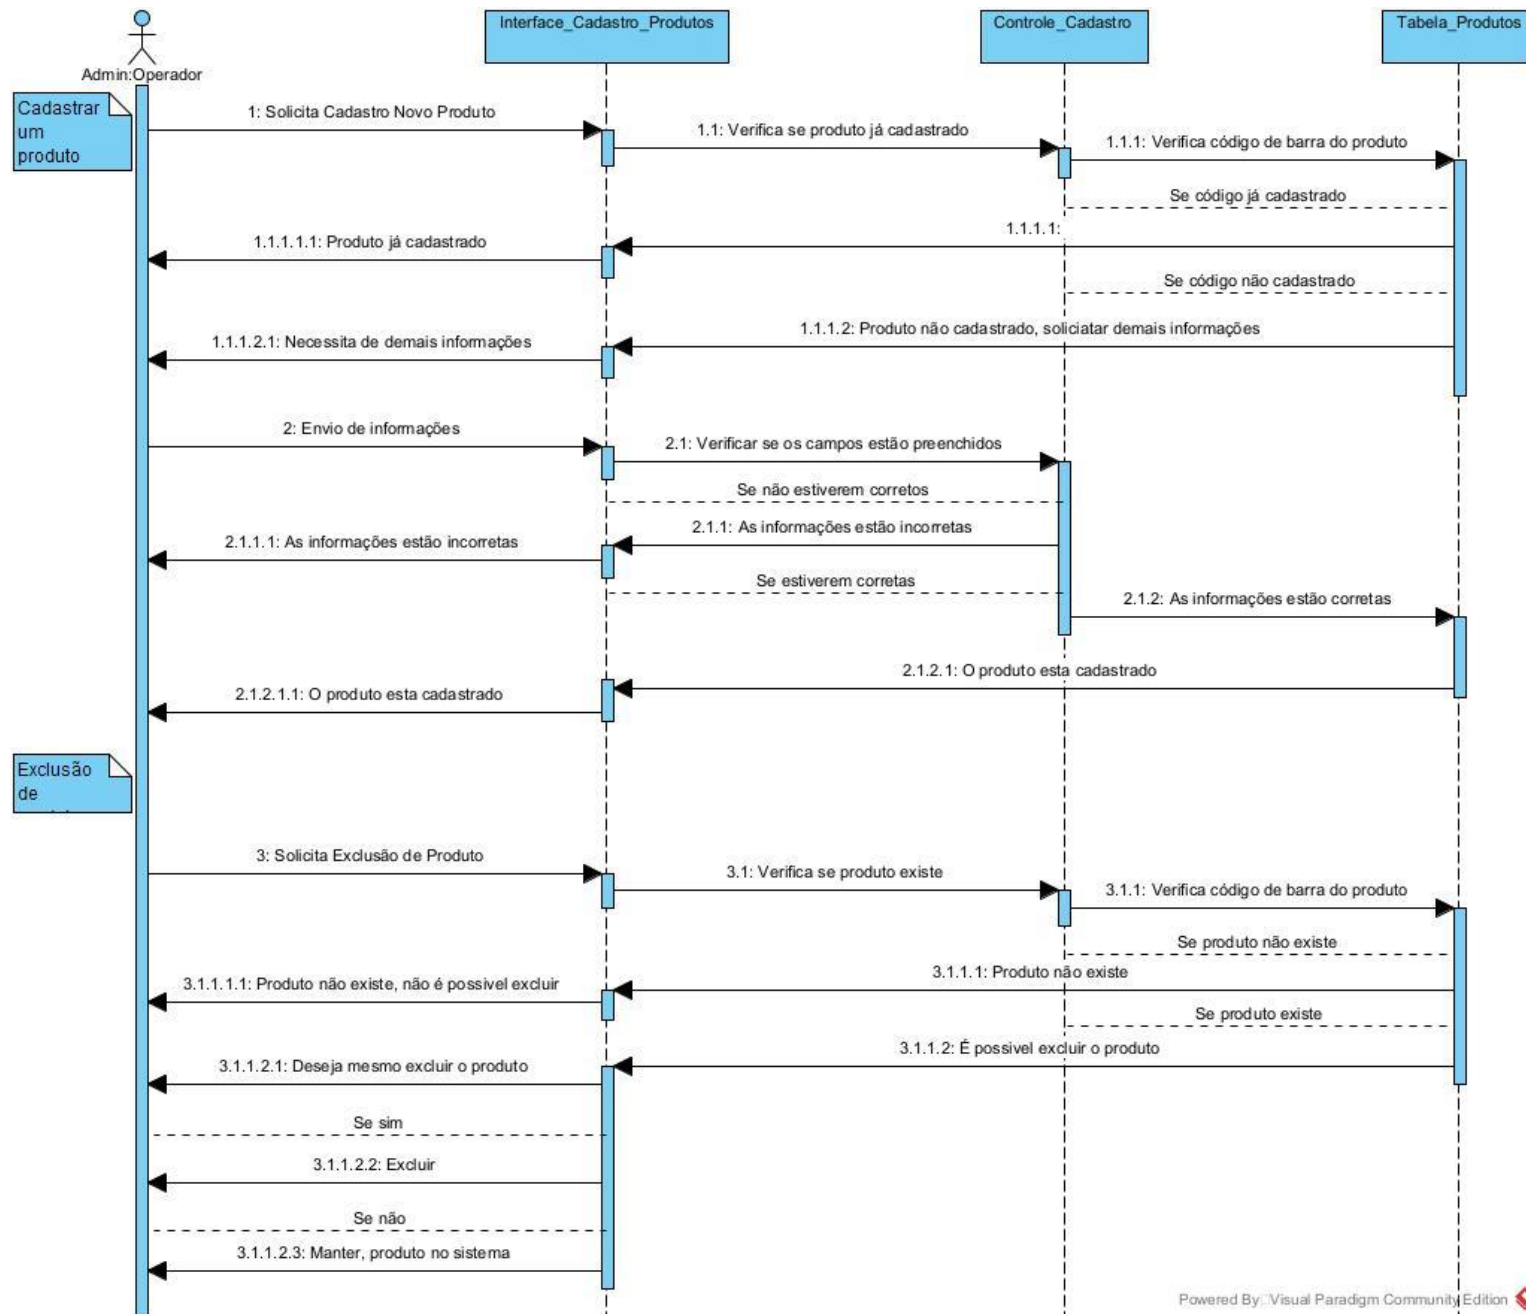 Interface_Cadastro_Produtos
Controle_Cadastro
Tabela_Produtos
Admin:Operador
Cadastrar
um
produto
1: Solicita Cadastro Novo Produto
1.1: Verifica se produto já cadastrado
1.1.1: Verifica código de barra do produto
Se código já cadastrado
1.1.1.1:
1.1.1.1.1: Produto já cadastrado
Se código não cadastrado
1.1.1.2: Produto não cadastrado, soliciatar demais informações
1.1.1.2.1: Necessita de demais informações
2: Envio de informações
2.1: Verificar se os campos estão preenchidos
Se não estiverem corretos
2.1.1: As informações estão incorretas
2.1.1.1: As informações estão incorretas
Se estiverem corretas
2.1.2: As informações estão corretas
2.1.2.1: O produto esta cadastrado
2.1.2.1.1: O produto esta cadastrado
Exclusão
de
3: Solicita Exclusão de Produto
3.1: Verifica se produto existe
3.1.1: Verifica código de barra do produto
Se produto não existe
3.1.1.1: Produto não existe
3.1.1.1.1: Produto não existe, não é possivel excluir
Se produto existe
3.1.1.2: É possivel excluir o produto
3.1.1.2.1: Deseja mesmo excluir o produto
Se sim
3.1.1.2.2: Excluir
Se não
3.1.1.2.3: Manter, produto no sistema
Powered By Visual Paradigm Community Edition